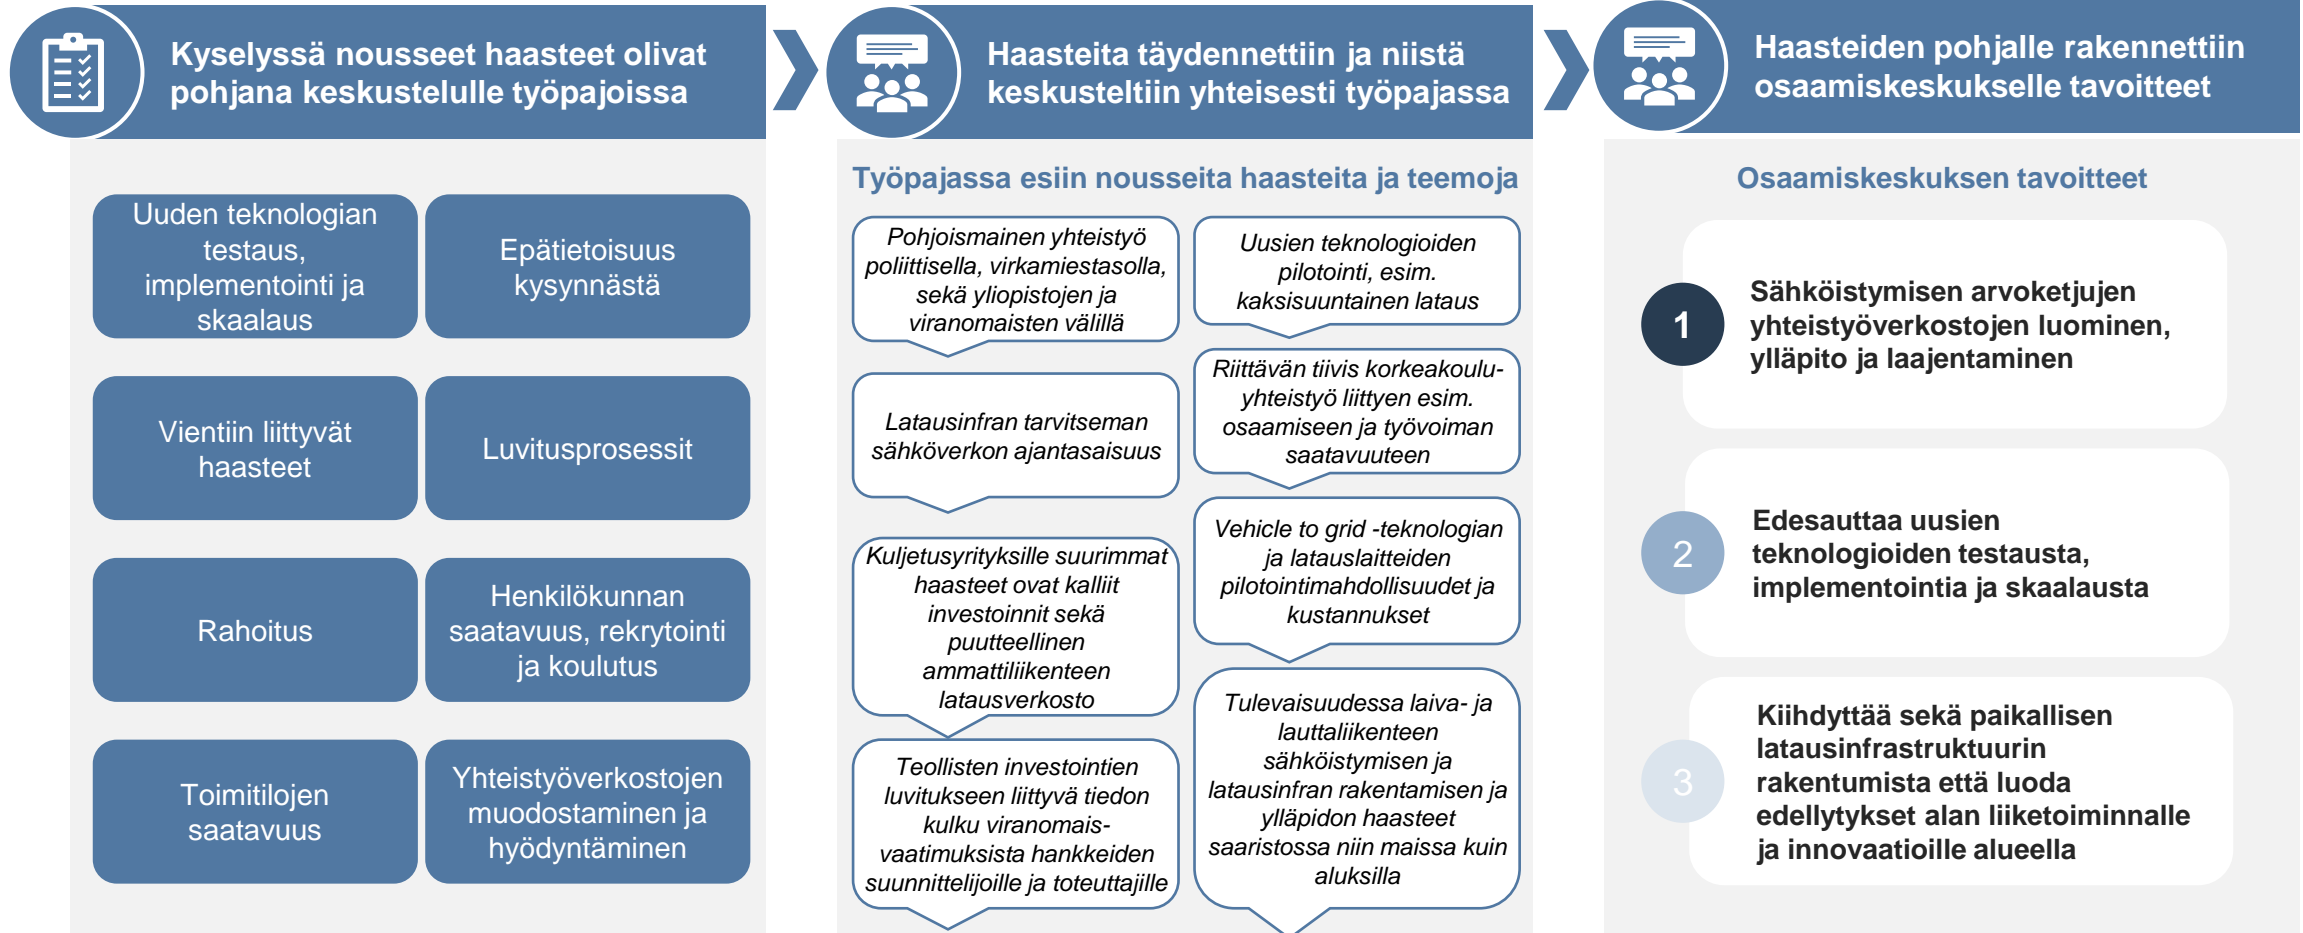 Kyselyssä nousseet haasteet olivat
pohjana keskustelulle työpajoissa
Uuden teknologian
testaus,
implementointi ja
skaalaus
Epätietoisuus
kysynnästä
Vientiin liittyvät
haasteet
Luvitusprosessit
Rahoitus
Henkilökunnan
saatavuus, rekrytointi
ja koulutus
Toimitilojen
saatavuus
Yhteistyöverkostojen
muodostaminen ja
hyödyntäminen
Haasteita täydennettiin ja niistä
keskusteltiin yhteisesti työpajassa
Työpajassa esiin nousseita haasteita ja teemoja
Pohjoismainen yhteistyö
poliittisella, virkamiestasolla,
sekä yliopistojen ja
viranomaisten välillä
Latausinfran tarvitseman
sähköverkon ajantasaisuus
Kuljetusyrityksille suurimmat
haasteet ovat kalliit
investoinnit sekä
puutteellinen
ammattiliikenteen
latausverkosto
Teollisten investointien
luvitukseen liittyvä tiedon
kulku viranomais-
vaatimuksista hankkeiden
suunnittelijoille ja toteuttajille
Uusien teknologioiden
pilotointi, esim.
kaksisuuntainen lataus
Riittävän tiivis korkeakoulu-
yhteistyö liittyen esim.
osaamiseen ja työvoiman
saatavuuteen
Vehicle to grid -teknologian
ja latauslaitteiden
pilotointimahdollisuudet ja
kustannukset
Tulevaisuudessa laiva- ja
lauttaliikenteen
sähköistymisen ja
latausinfran rakentamisen ja
ylläpidon haasteet
saaristossa niin maissa kuin
aluksilla
Haasteiden pohjalle rakennettiin
osaamiskeskukselle tavoitteet
Osaamiskeskuksen tavoitteet
1
Sähköistymisen arvoketjujen
yhteistyöverkostojen luominen,
ylläpito ja laajentaminen
2
Edesauttaa uusien
teknologioiden testausta,
implementointia ja skaalausta
3
Kiihdyttää sekä paikallisen
latausinfrastruktuurin
rakentumista että luoda
edellytykset alan liiketoiminnalle
ja innovaatioille alueella